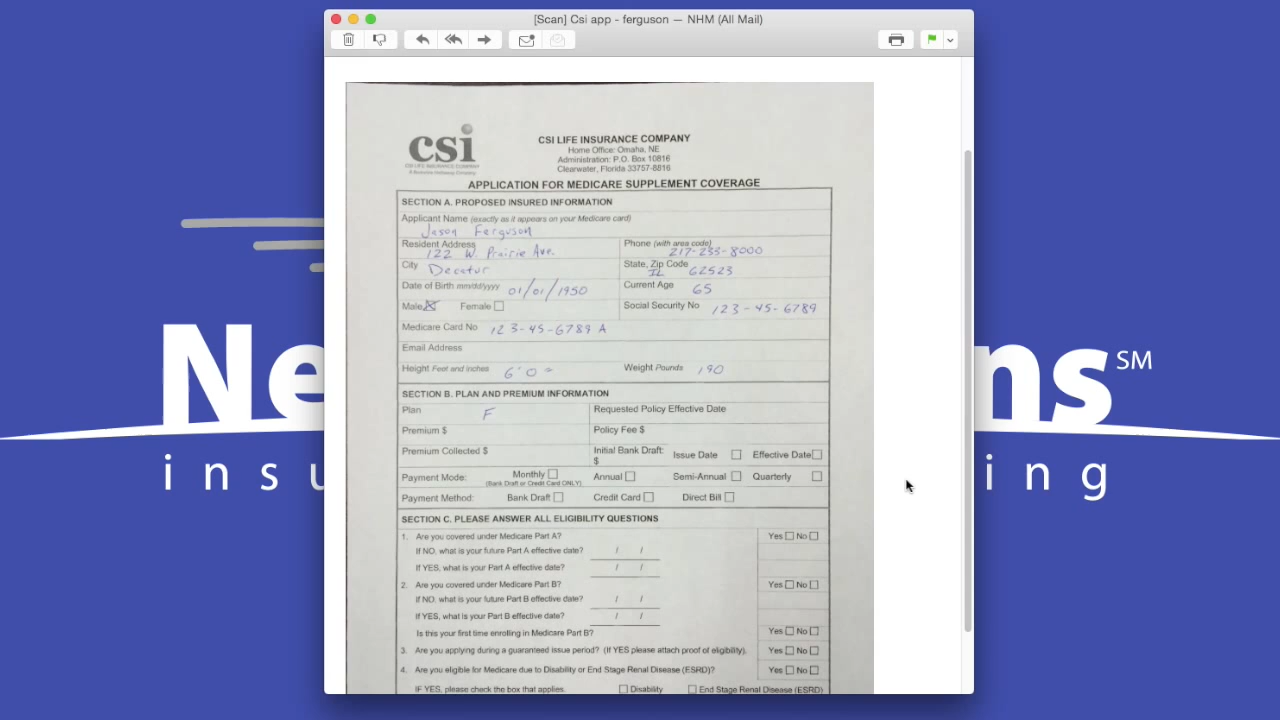 [Scan] Csi app - ferguson — NHM (All Mail)
csi
CSI LIFE INSURANCE COMPANY
CSI LIFE INSURANCE COMPANY
Home Office: Omaha, NE
Administration: P.O. Box 10816
Clearwater, Florida 33757-8816
APPLICATION FOR MEDICARE SUPPLEMENT COVERAGE
SECTION A. PROPOSED INSURED INFORMATION
Applicant Name (exactly as it appears on your Medicare card)
Jason Ferguson
Resident Address Phone (with area code)
122 W. Prairie Ave. 217-233-8000
City Decatur State, Zip Code IL 62523
Date of Birth mm/dd/yyyy 01/01/1950 Current Age 65
Male Female Social Security No 123-45-6789
Medicare Card No 123-45-6789 A
Email Address
Height Feet and inches 6' 0" Weight Pounds 190
SECTION B. PLAN AND PREMIUM INFORMATION
Plan F Requested Policy Effective Date
Premium $ Policy Fee $
Premium Collected $ Initial Bank Draft: $ Issue Date Effective Date
Payment Mode: Monthly (Bank Draft or Credit Card ONLY) Annual Semi-Annual Quarterly
Payment Method: Bank Draft Credit Card Direct Bill
SECTION C. PLEASE ANSWER ALL ELIGIBILITY QUESTIONS
1. Are you covered under Medicare Part A? Yes No
If NO, what is your future Part A effective date? / /
If YES, what is your Part A effective date? / /
2. Are you covered under Medicare Part B? Yes No
If NO, what is your future Part B effective date? / /
If YES, what is your Part B effective date? / /
Is this your first time enrolling in Medicare Part B? Yes No
3. Are you applying during a guaranteed issue period? (If YES please attach proof of eligibility). Yes No
4. Are you eligible for Medicare due to Disability or End Stage Renal Disease (ESRD)? Yes No
IF YES, please check the box that applies. Disability End Stage Renal Disease (ESRD)
Ne ns SM
insu ing